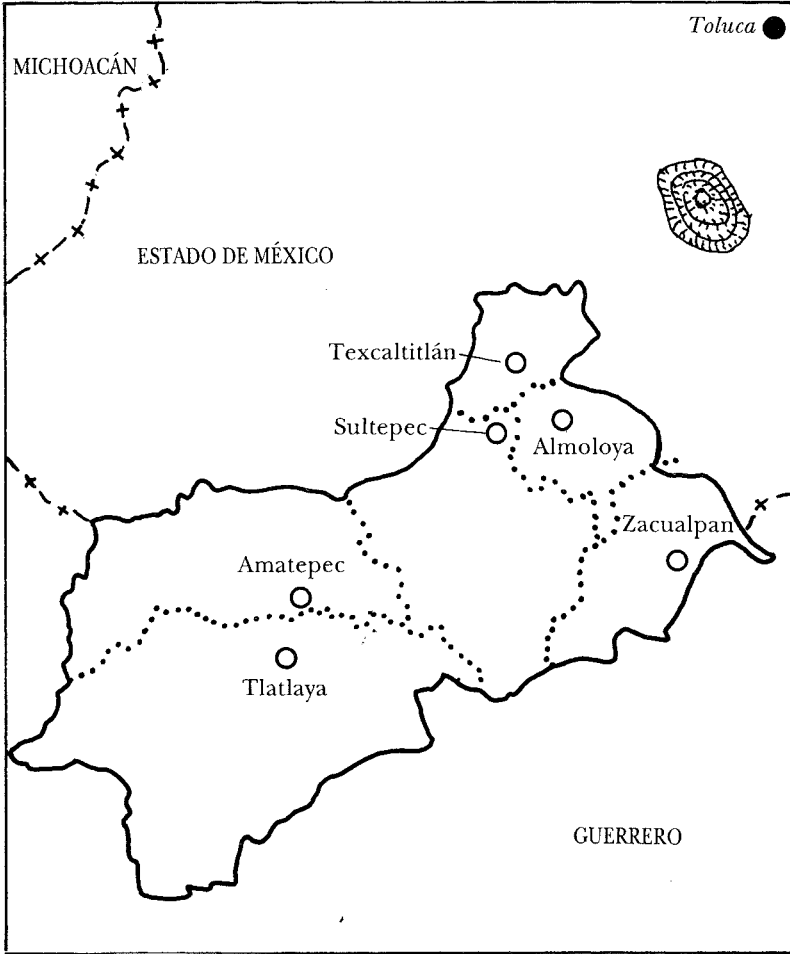 Toluca
MICHOACÁN
ESTADO DE MÉXICO
Texcaltitlán
Sultepec
Almoloya
Zacualpan
Amatepec
Tlatlaya
GUERRERO